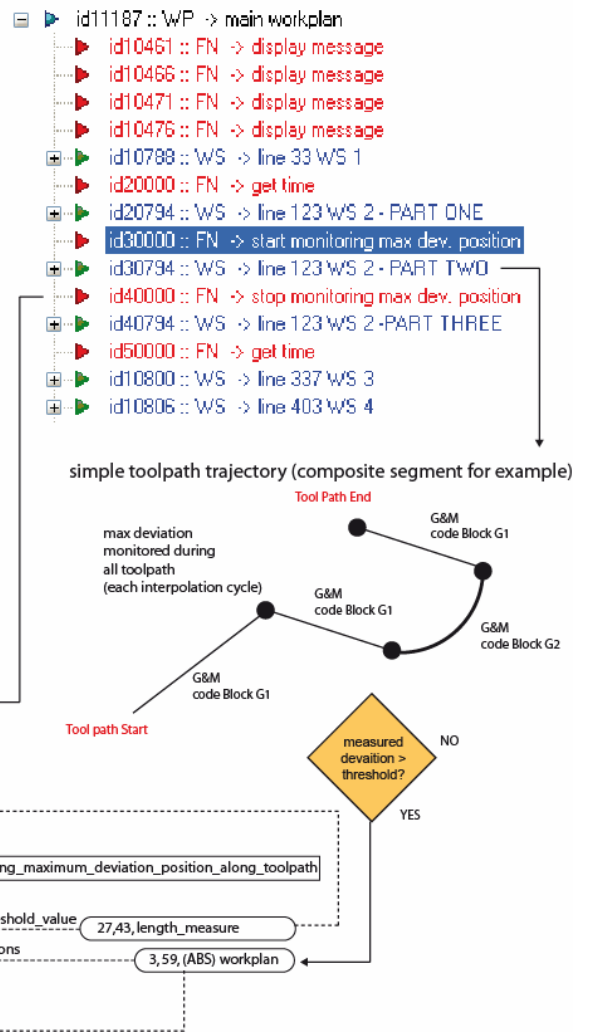 id11187 :: WP -> main workplan
id10461 :: FN -> display message
id10466 :: FN -> display message
id10471 :: FN -> display message
id10476 :: FN -> display message
id10788 :: WS -> line 33 WS 1
id20000 :: FN -> get time
id20794 :: WS -> line 123 WS 2 - PART ONE
id30000 :: FN -> start monitoring max dev. position
id30794 :: WS -> line 123 WS 2 - PART TWO
id40000 :: FN -> stop monitoring max dev. position
id40794 :: WS -> line 123 WS 2 -PART THREE
id50000 :: FN -> get time
id10800 :: WS -> line 337 WS 3
id10806 :: WS -> line 403 WS 4
simple toolpath trajectory (composite segment for example)
Tool Path End
G&M
code Block G1
max deviation
monitored during
all toolpath
(each interpolation cycle)
G&M
code Block G1
G&M
code Block G2
G&M
code Block G1
Tool path Start
measured
devaition >
threshold?
NO
YES
ng_maximum_deviation_position_along_toolpath
shold_value
27,43, length_measure
ons
3, 59, (ABS) workplan